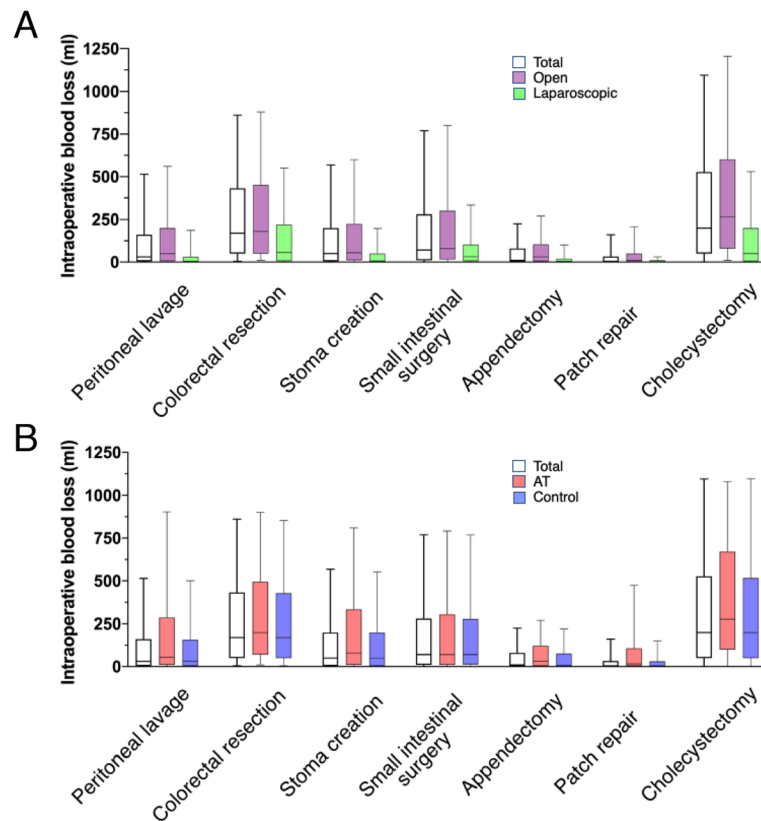 A
Intraoperative blood loss (ml)
1250
1000
750
500
250
0
Total
Open
Laparoscopic
Peritoneal lavage
Colorectal resection
Stoma creation
Small intestinal
surgery
Appendectomy
Patch repair
Cholecystectomy
B
Intraoperative blood loss (ml)
1250
1000
750
500
250
0
Total
AT
Control
Peritoneal lavage
Colorectal resection
Stoma creation
Small intestinal
surgery
Appendectomy
Patch repair
Cholecystectomy